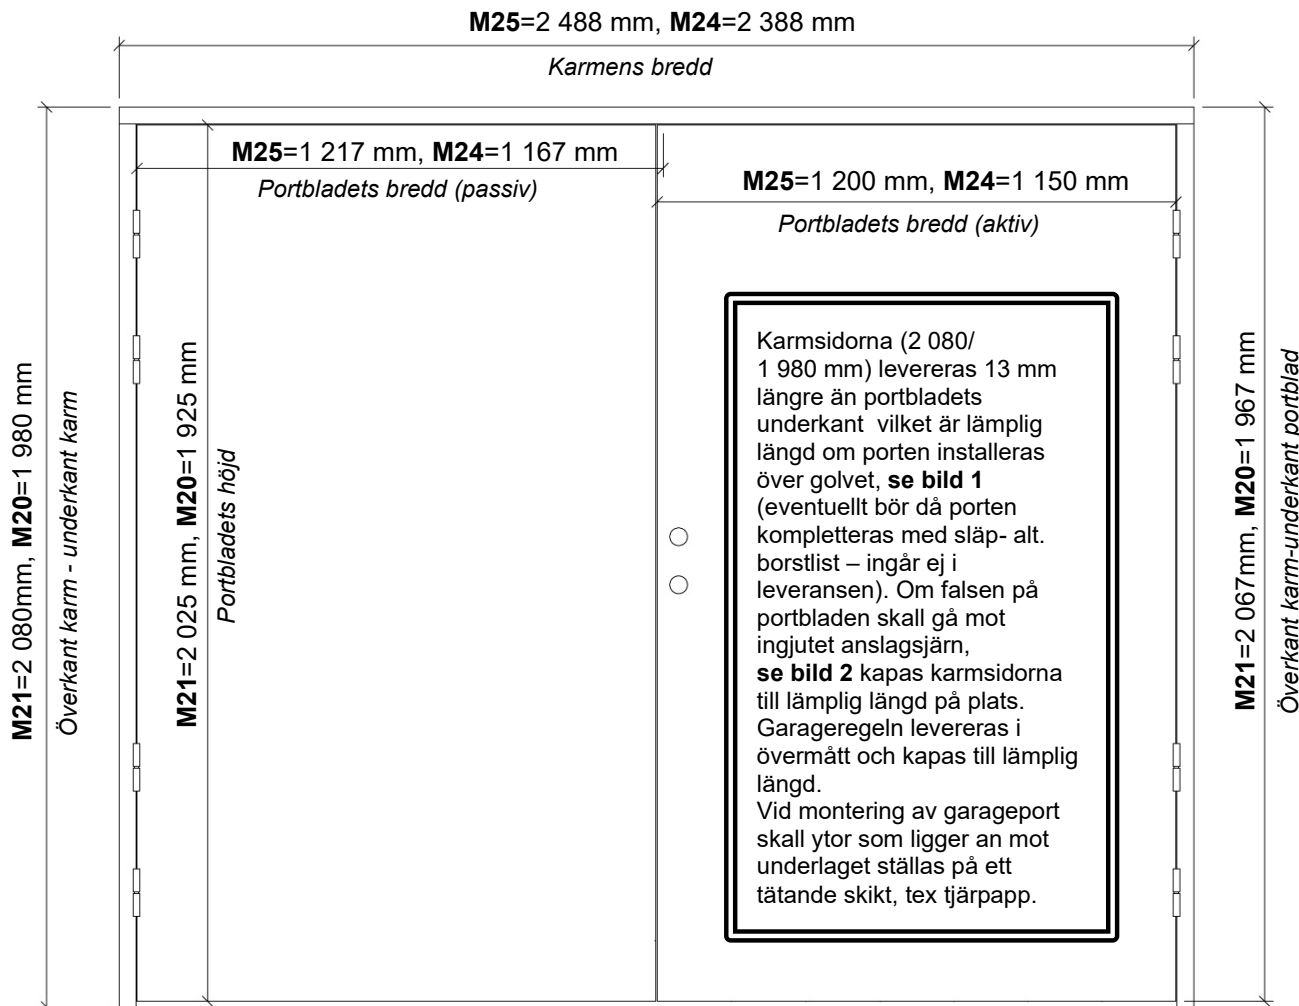 M25=2 488 mm, M24=2 388 mm
Karmens bredd
M25=1 217 mm, M24=1 167 mm
Portbladets bredd (passiv)
M25=1 200 mm, M24=1 150 mm
Portbladets bredd (aktiv)
M21=2 080mm, M20=1 980 mm
Överkant karm - underkant karm
M21=2 025 mm, M20=1 925 mm
Portbladets höjd
Karmsidorna (2 080/
1 980 mm) levereras 13 mm
längre än portbladets
underkant vilket är lämplig
längd om porten installeras
över golvet, se bild 1
(eventuellt bör då porten
kompletteras med släp- alt.
borstlist – ingår ej i
leveransen). Om falsen på
portbladen skall gå mot
ingjutet anslagsjärn,
se bild 2 kapas karmsidorna
till lämplig längd på plats.
Garageregeln levereras i
övermått och kapas till lämplig
längd.
Vid montering av garageport
skall ytor som ligger an mot
underlaget ställas på ett
tätande skikt, tex tjärpapp.
M21=2 067mm, M20=1 967 mm
Överkant karm-underkant portblad